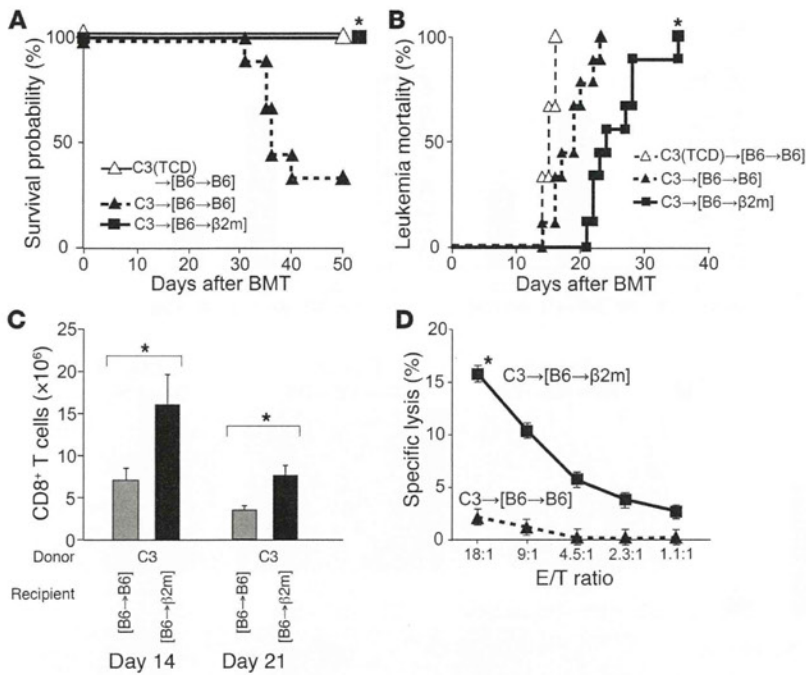 A
*
Survival probability (%)
100
50
0
C3(TCD)
→[B6→B6]
C3→[B6→B6]
C3→[B6→β2m]
0 10 20 30 40 50
Days after BMT
B
*
Leukemia mortality (%)
100
50
0
C3(TCD)→[B6→B6]
C3→[B6→B6]
C3→[B6→β2m]
0 10 20 30 40
Days after BMT
C
CD8⁺ T cells (×10⁶)
25
20
15
10
5
0
*
*
Donor C3 C3
Recipient
[B6→B6]
[B6→β2m]
[B6→B6]
[B6→β2m]
Day 14 Day 21
D
Specific lysis (%)
15
10
5
0
*
C3→[B6→β2m]
C3→[B6→B6]
18:1 9:1 4.5:1 2.3:1 1.1:1
E/T ratio